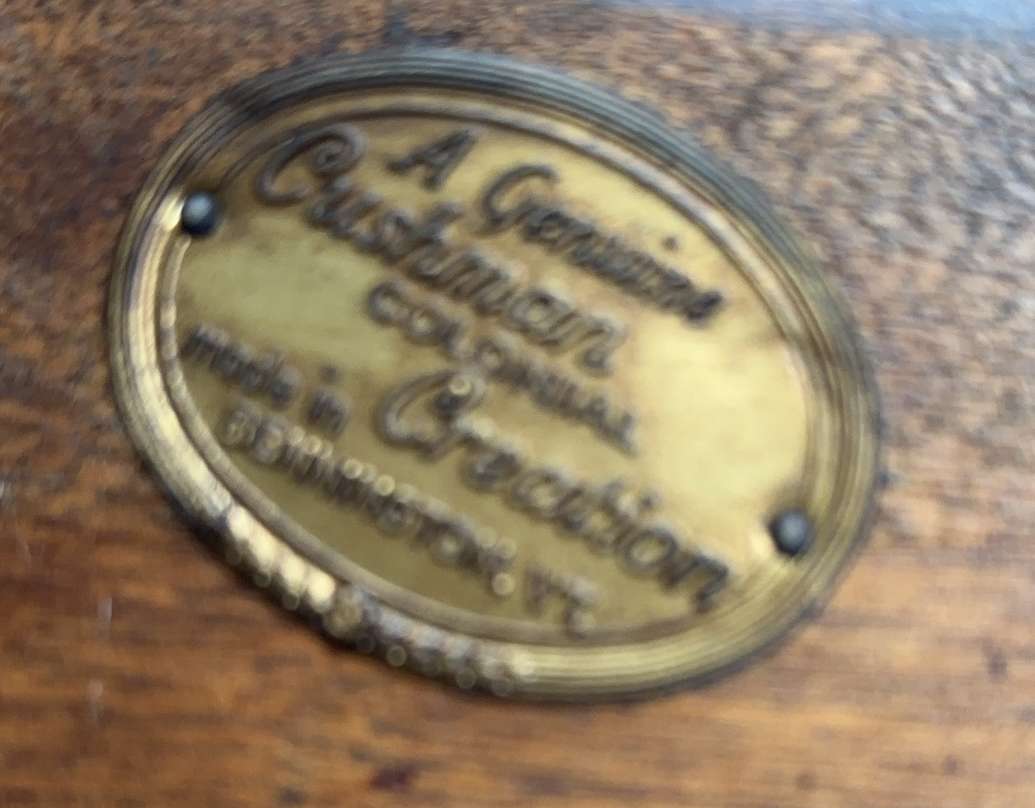 A Genuine
Cushman
COLONIAL
Creation
made in
BENNINGTON, VT.